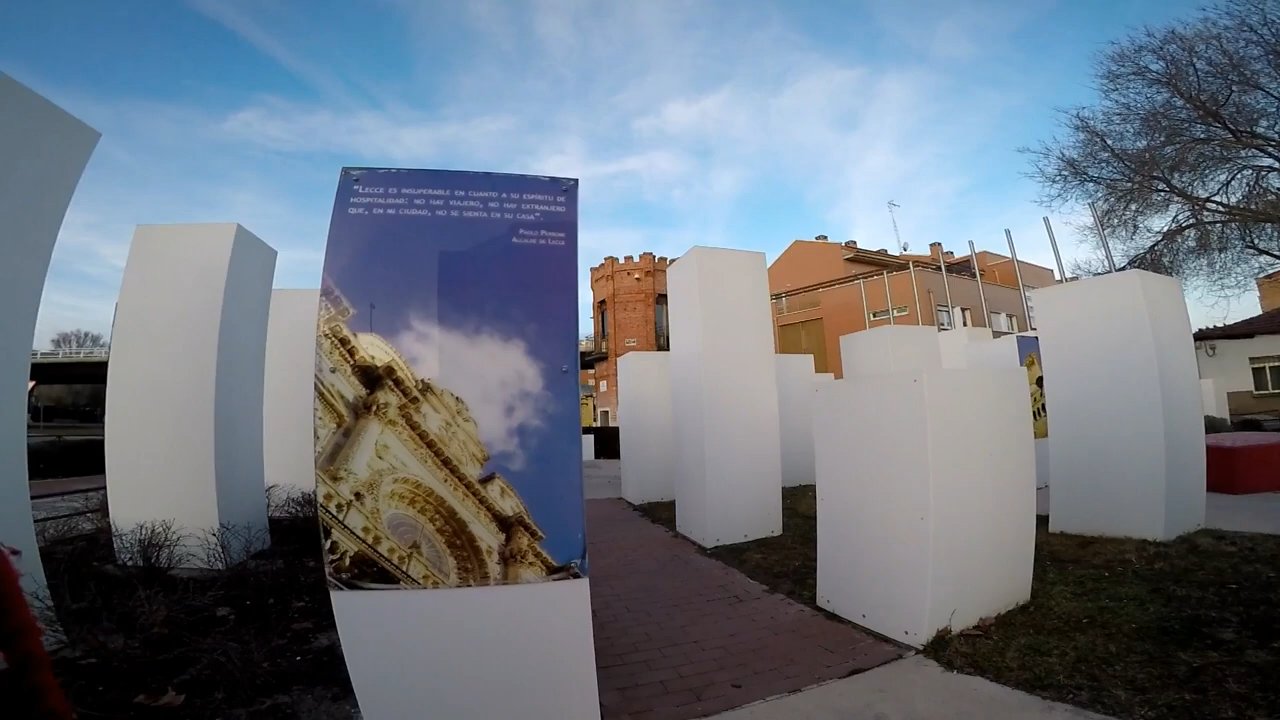 "LECCE ES INSUPERABLE EN CUANTO A SU ESPÍRITU DE
HOSPITALIDAD: NO HAY VIAJERO, NO HAY EXTRANJERO
QUE, EN MI CIUDAD, NO SE SIENTA EN SU CASA".
PAOLO PERRONE
ALCALDE DE LECCE